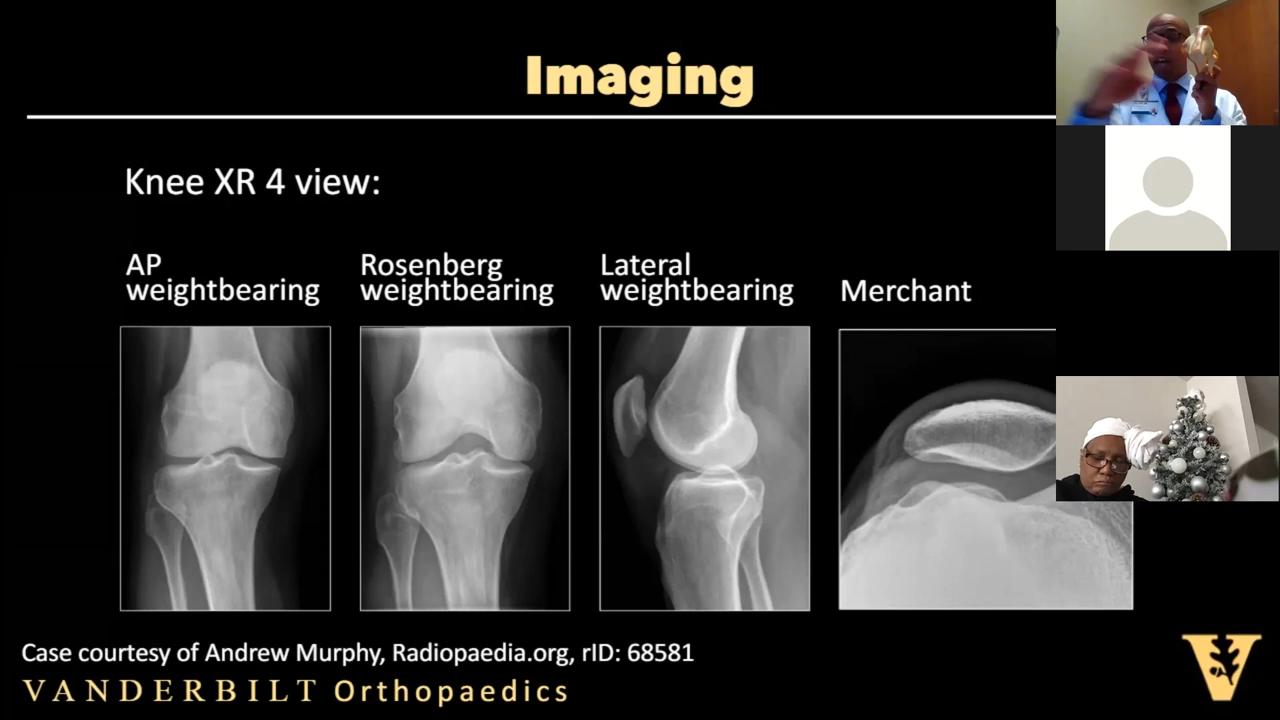 Imaging
Knee XR 4 view:
AP
weightbearing
Rosenberg
weightbearing
Lateral
weightbearing
Merchant
Case courtesy of Andrew Murphy, Radiopaedia.org, rID: 68581
VANDERBILT Orthopaedics
V